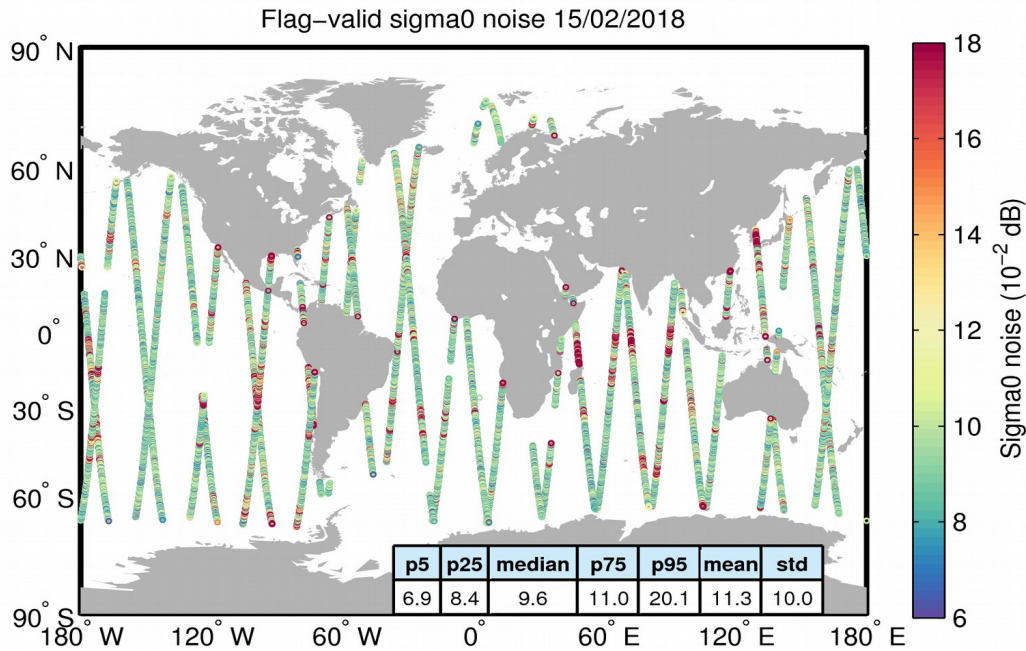 Flag−valid sigma0 noise 15/02/2018
90° N
60° N
30° N
0°
30° S
60° S
90° S
180° W
120° W
60° W
0°
60° E
120° E
180° E
p5 p25 median p75 p95 mean std
6.9 8.4 9.6 11.0 20.1 11.3 10.0
18
16
14
12
10
8
6
Sigma0 noise (10⁻² dB)